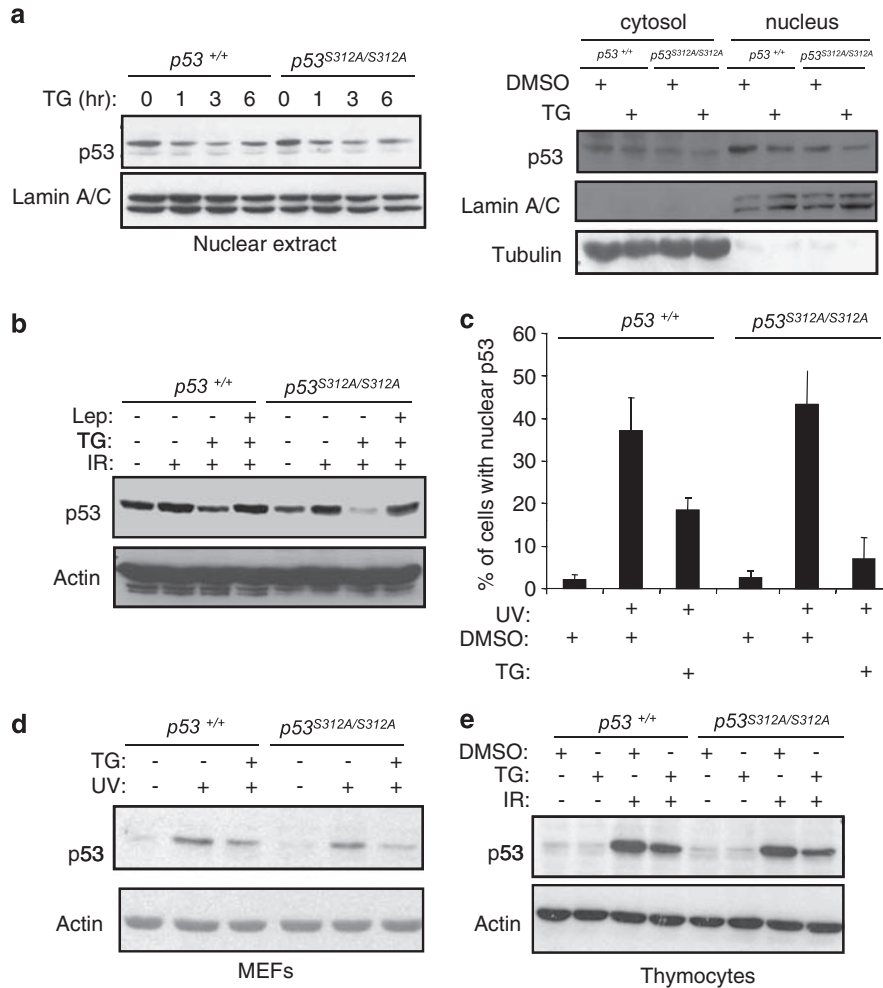 a
p53 +/+ p53S312A/S312A
TG (hr): 0 1 3 6 0 1 3 6
p53
Lamin A/C
Nuclear extract
cytosol nucleus
p53 +/+ p53S312A/S312A p53 +/+ p53S312A/S312A
DMSO + + + +
TG + + + +
p53
Lamin A/C
Tubulin
b
p53 +/+ p53S312A/S312A
Lep: - - - + - - - +
TG: - - + + - - + +
IR: - + + + - + + +
p53
Actin
c
p53 +/+ p53S312A/S312A
% of cells with nuclear p53
60
50
40
30
20
10
0
UV: + + + +
DMSO: + + + +
TG: + +
d
p53 +/+ p53S312A/S312A
TG: - - + - - +
UV: - + + - + +
p53
Actin
MEFs
e
p53 +/+ p53S312A/S312A
DMSO: + - + - + - + -
TG: - + - + - + - +
IR: - - + + - - + +
p53
Actin
Thymocytes